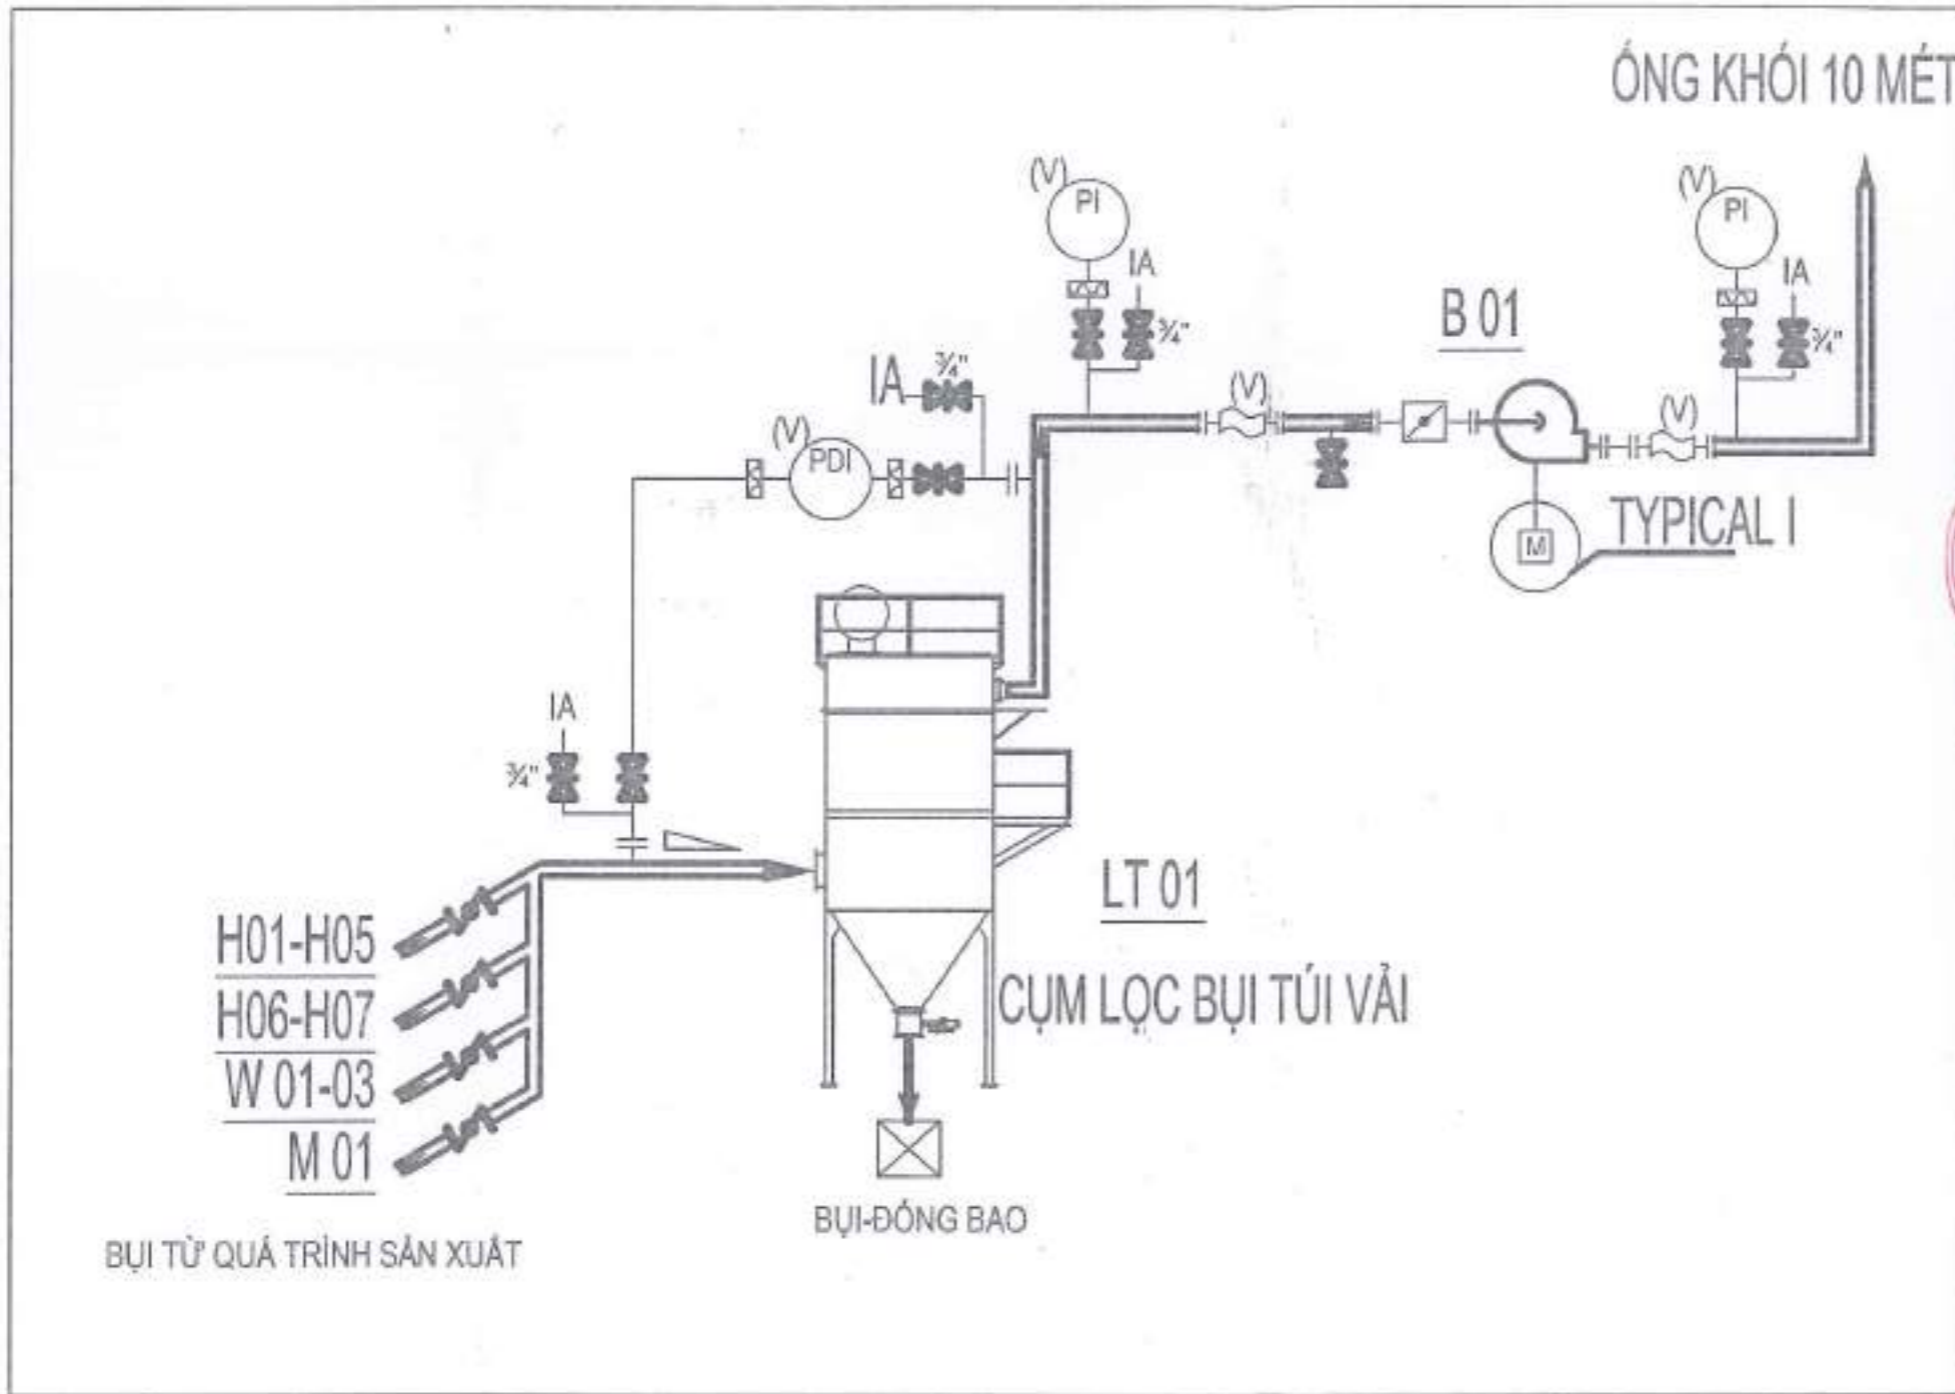 ỐNG KHÓI 10 MÉT
(V)
PI
IA
¾"
(V)
PI
IA
¾"
B 01
IA
¾"
(V)
PDI
(V)
(V)
M
TYPICAL I
IA
¾"
LT 01
CỤM LỌC BỤI TÚI VẢI
H01-H05
H06-H07
W 01-03
M 01
BỤI-ĐÓNG BAO
BỤI TỪ QUÁ TRÌNH SẢN XUẤT